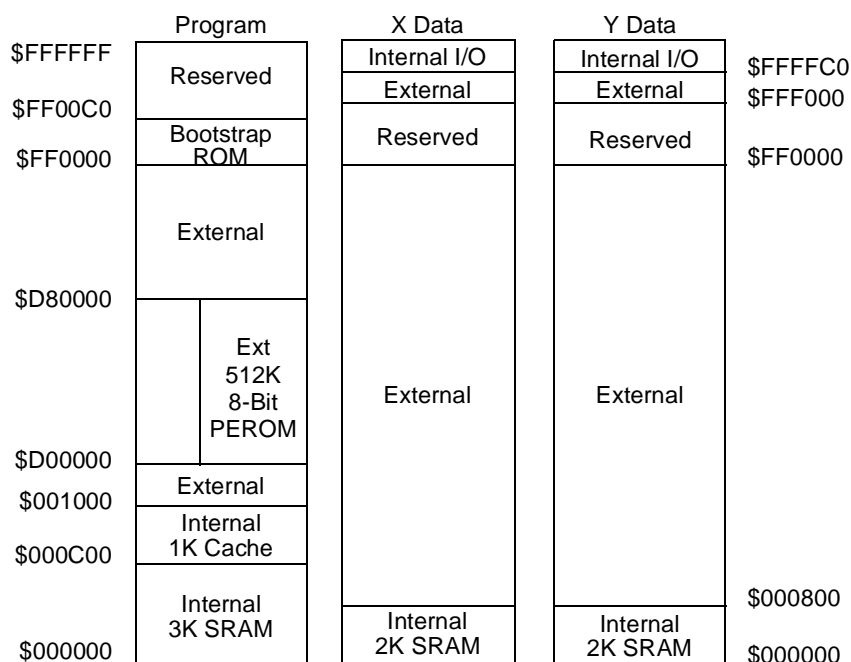 Program
X Data
Y Data
$FFFFFF
$FF00C0
$FF0000
$D80000
$D00000
$001000
$000C00
$000000
Reserved
Bootstrap
ROM
External
Ext
512K
8-Bit
PEROM
External
Internal
1K Cache
Internal
3K SRAM
Internal I/O
External
Reserved
External
Internal
2K SRAM
Internal I/O
External
Reserved
External
Internal
2K SRAM
$FFFFC0
$FFF000
$FF0000
$000800
$000000